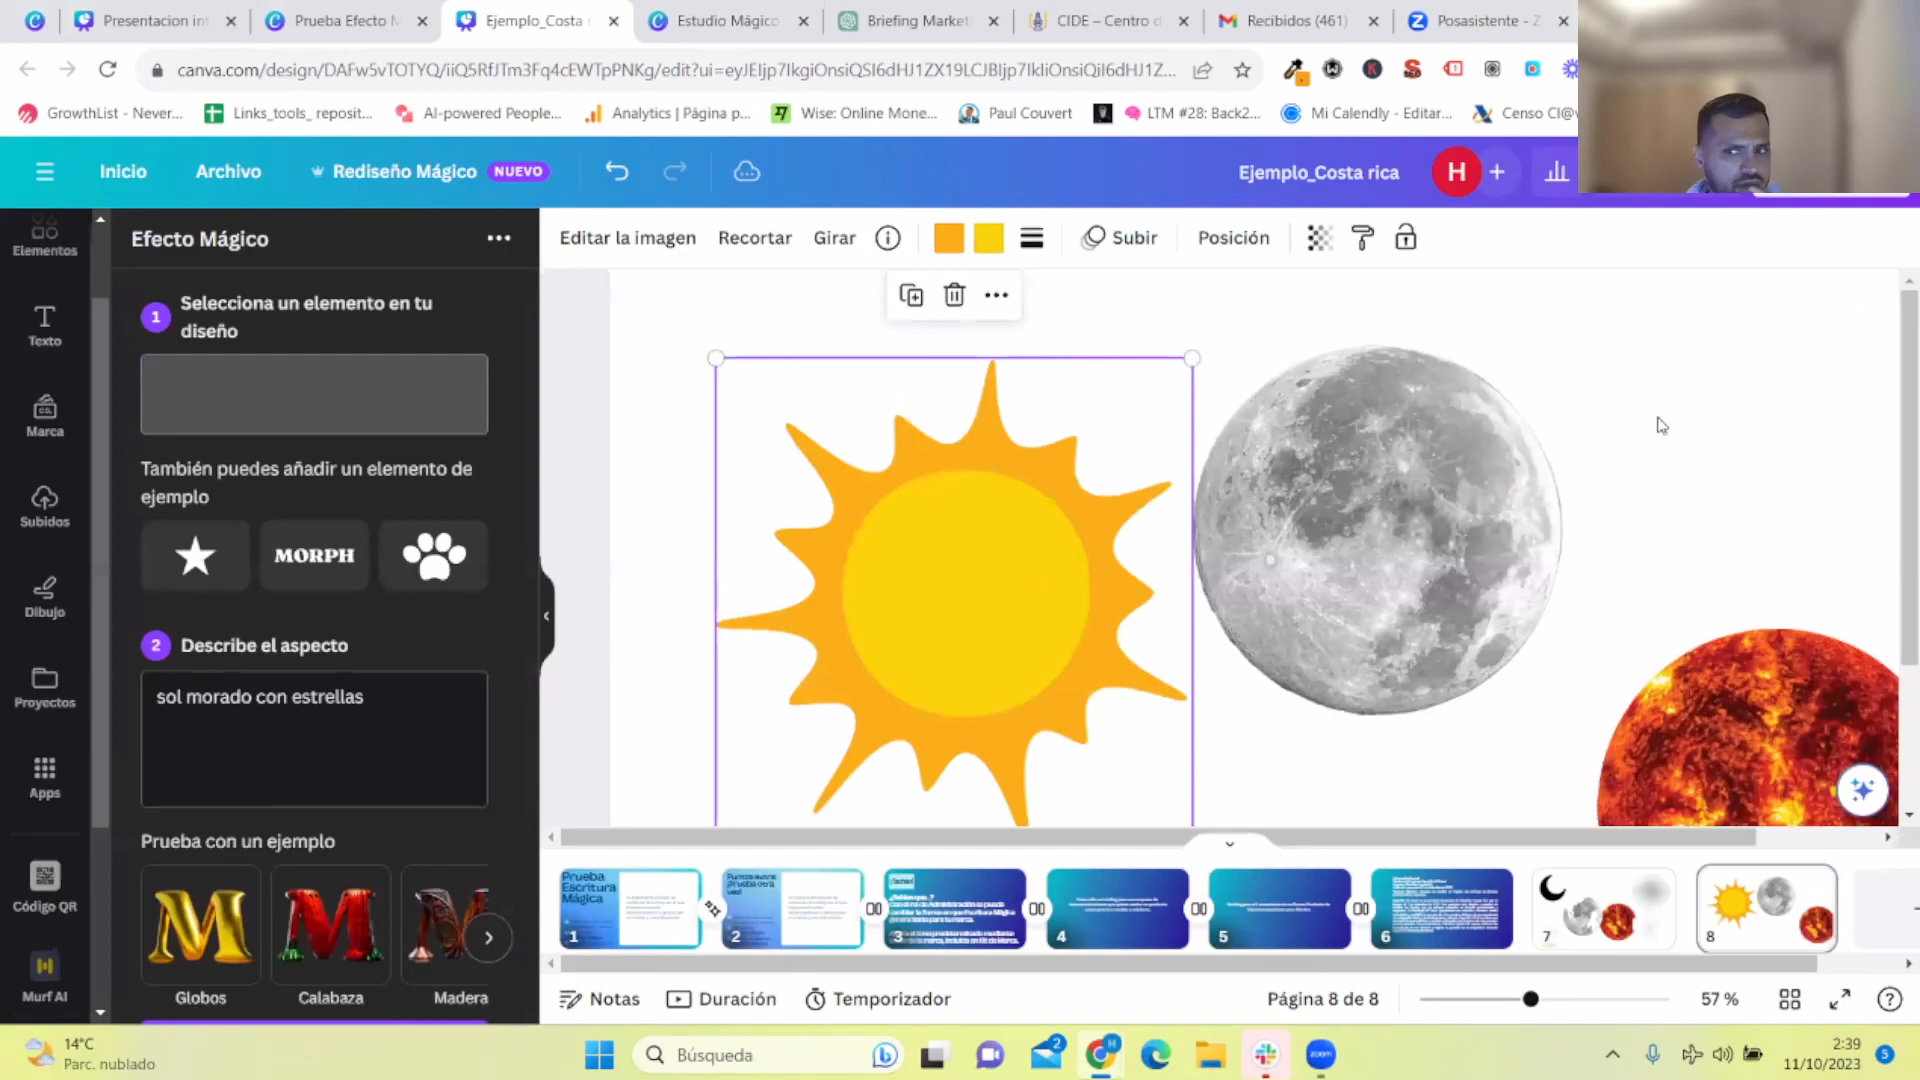 Presentacion int
Prueba Efecto M
Ejemplo_Costa r
Estudio Mágico
Briefing Market
CIDE – Centro d
Recibidos (461)
Posasistente - Z
canva.com/design/DAFw5vTOTYQ/iiQ5RfJTm3Fq4cEWTpPNKg/edit?ui=eyJEIjp7IkgiOnsiQSI6dHJ1ZX19LCJBIjp7IkIiOnsiQiI6dHJ1Z...
GrowthList - Never...
Links_tools_ reposit...
AI-powered People...
Analytics | Página p...
Wise: Online Mone...
Paul Couvert
LTM #28: Back2...
Mi Calendly - Editar...
Censo CI@
Inicio
Archivo
Rediseño Mágico
NUEVO
Ejemplo_Costa rica
H
Elementos
Texto
Marca
Subidos
Dibujo
Proyectos
Apps
Código QR
Murf AI
Efecto Mágico
1
Selecciona un elemento en tu
diseño
También puedes añadir un elemento de
ejemplo
MORPH
2
Describe el aspecto
sol morado con estrellas
Prueba con un ejemplo
Globos
Calabaza
Madera
Editar la imagen
Recortar
Girar
Subir
Posición
Prueba
Escritura
Mágica
1
2
3
4
5
6
7
8
Notas
Duración
Temporizador
Página 8 de 8
57 %
14°C
Parc. nublado
Búsqueda
2
zoom
2:39
11/10/2023
5